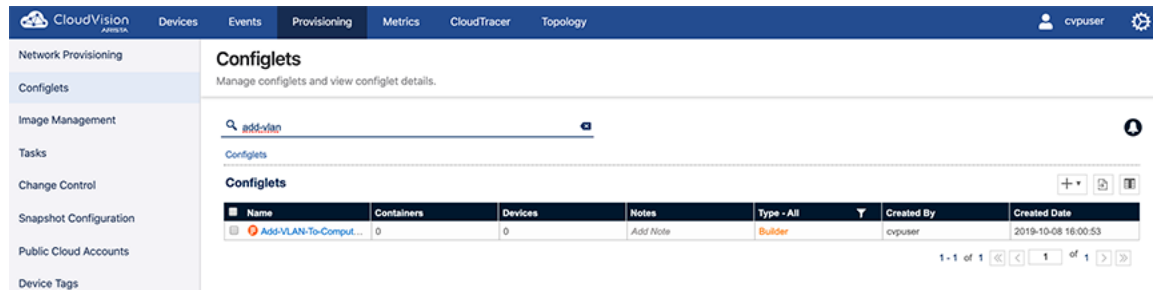 CloudVision Devices Events Provisioning Metrics CloudTracer Topology cvpuser
ARISTA
Network Provisioning
Configlets
Image Management
Tasks
Change Control
Snapshot Configuration
Public Cloud Accounts
Device Tags
Configlets
Manage configlets and view configlet details.
add-vlan
Configlets
Configlets
Name Containers Devices Notes Type - All Created By Created Date
Add-VLAN-To-Comput... 0 0 Add Note Builder cvpuser 2019-10-08 16:00:53
1 - 1 of 1 1 of 1